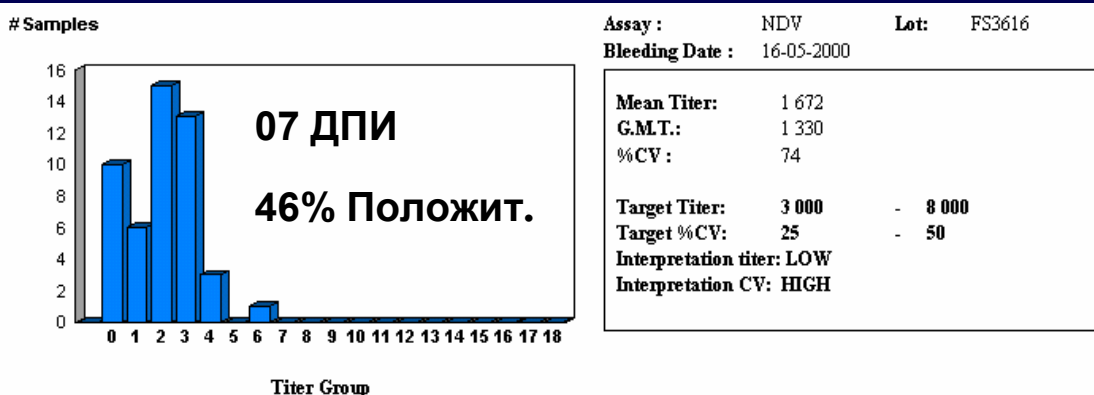 # Samples
16
14
12
10
8
6
4
2
0
0 1 2 3 4 5 6 7 8 9 10 11 12 13 14 15 16 17 18
Titer Group
07 ДПИ
46% Положит.
Assay : NDV Lot: FS3616
Bleeding Date : 16-05-2000
Mean Titer: 1 672
G.M.T.: 1 330
%CV : 74
Target Titer: 3 000 - 8 000
Target %CV: 25 - 50
Interpretation titer: LOW
Interpretation CV: HIGH